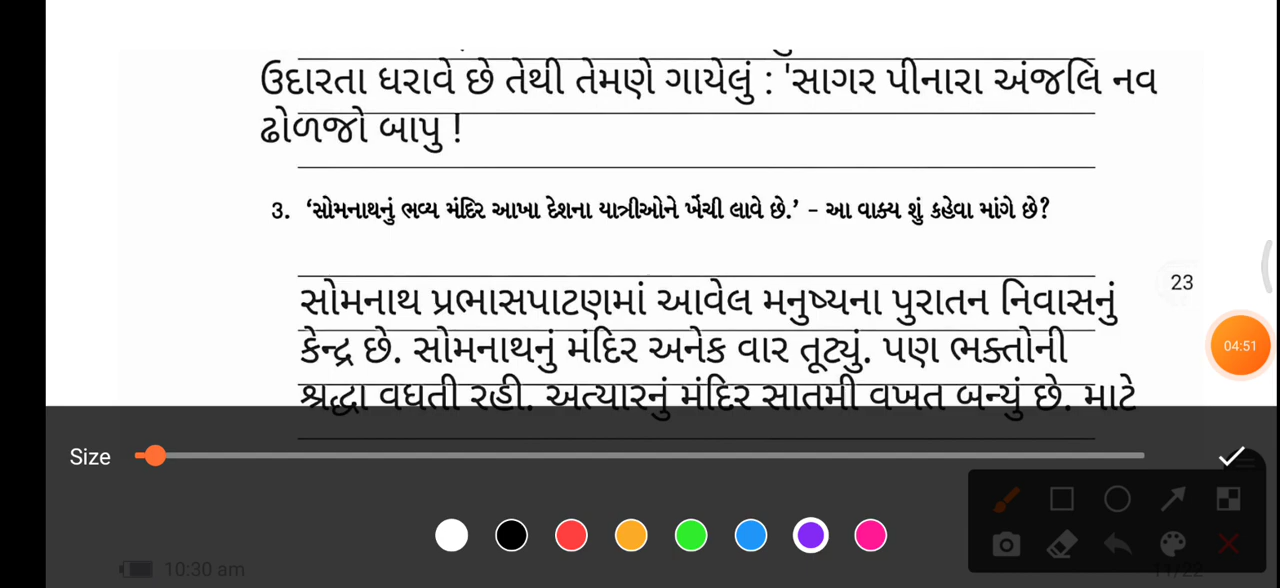 ઉદારતા ધરાવે છે તેથી તેમણે ગાયેલું : 'સાગર પીનારા અંજલિ નવ
ઢોળજો બાપુ !
3. ‘સોમનાથનું ભવ્ય મંદિર આખા દેશના યાત્રીઓને ખેંચી લાવે છે.’ – આ વાક્ય શું કહેવા માંગે છે?
23
સોમનાથ પ્રભાસપાટણમાં આવેલ મનુષ્યના પુરાતન નિવાસનું
કેન્દ્ર છે. સોમનાથનું મંદિર અનેક વાર તૂટ્યું. પણ ભક્તોની
04:51
શ્રદ્ધા વધતી રહી. અત્યારનું મંદિર સાતમી વખત બન્યું છે. માટે
Size
10:30 am
11/22